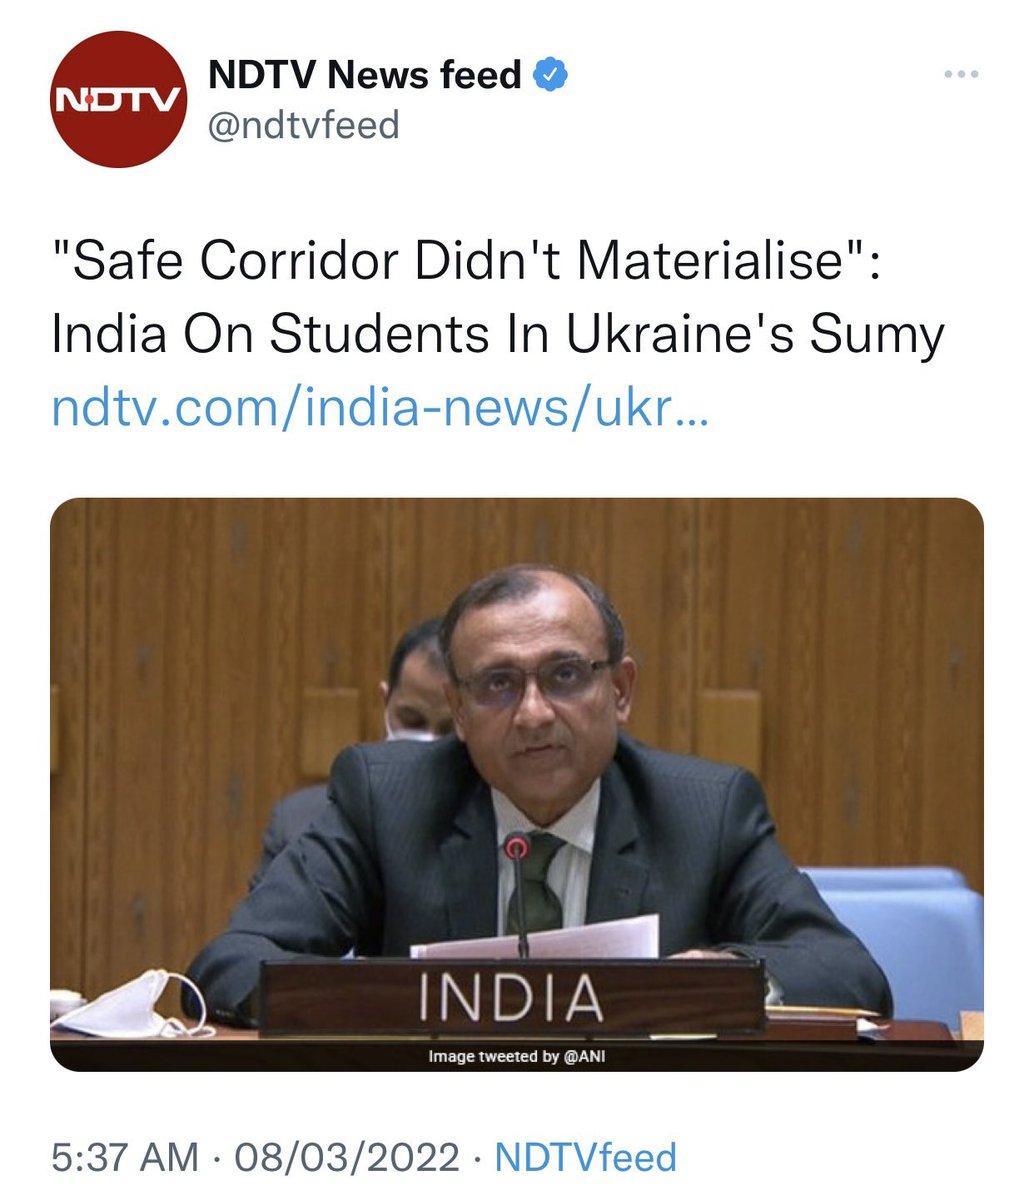 NDTV
NDTV News feed
@ndtvfeed
"Safe Corridor Didn't Materialise":
India On Students In Ukraine's Sumy
ndtv.com/india-news/ukr...
INDIA
Image tweeted by @ANI
5:37 AM · 08/03/2022 · NDTVfeed